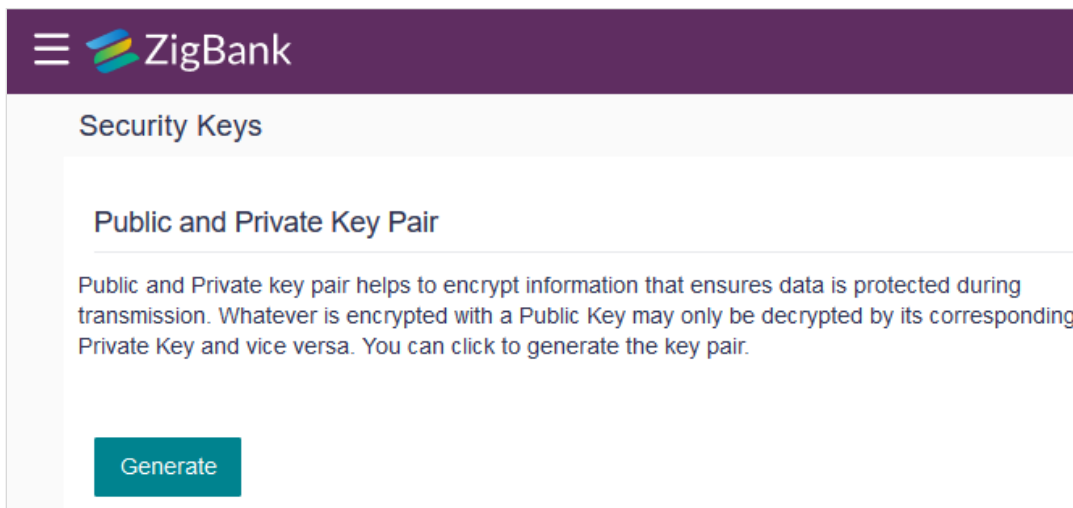 ZigBank
Security Keys
Public and Private Key Pair
Public and Private key pair helps to encrypt information that ensures data is protected during
transmission. Whatever is encrypted with a Public Key may only be decrypted by its corresponding
Private Key and vice versa. You can click to generate the key pair.
Generate